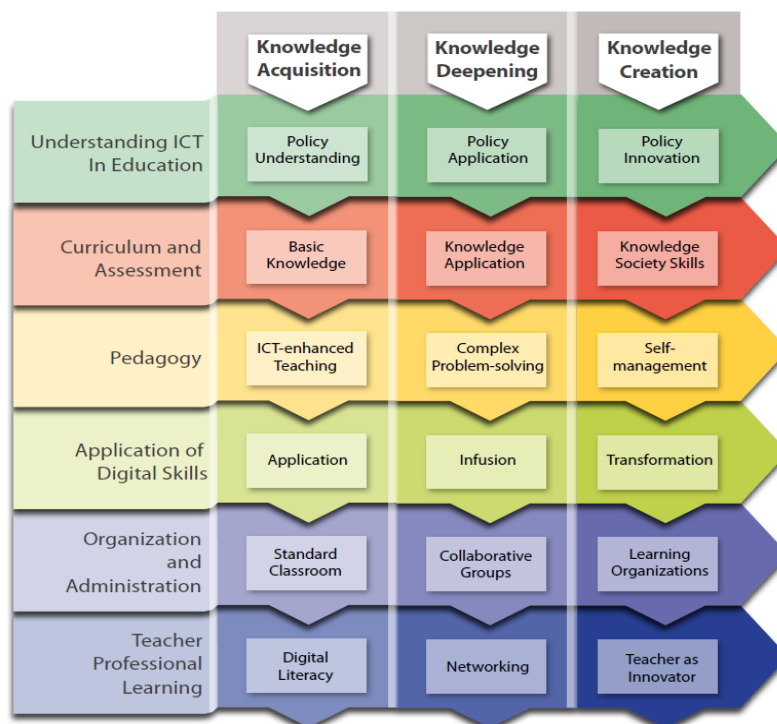 Knowledge
Acquisition
Knowledge
Deepening
Knowledge
Creation
Understanding ICT
In Education
Policy
Understanding
Policy
Application
Policy
Innovation
Curriculum and
Assessment
Basic
Knowledge
Knowledge
Application
Knowledge
Society Skills
Pedagogy
ICT-enhanced
Teaching
Complex
Problem-solving
Self-
management
Application of
Digital Skills
Application
Infusion
Transformation
Organization
and
Administration
Standard
Classroom
Collaborative
Groups
Learning
Organizations
Teacher
Professional
Learning
Digital
Literacy
Networking
Teacher as
Innovator